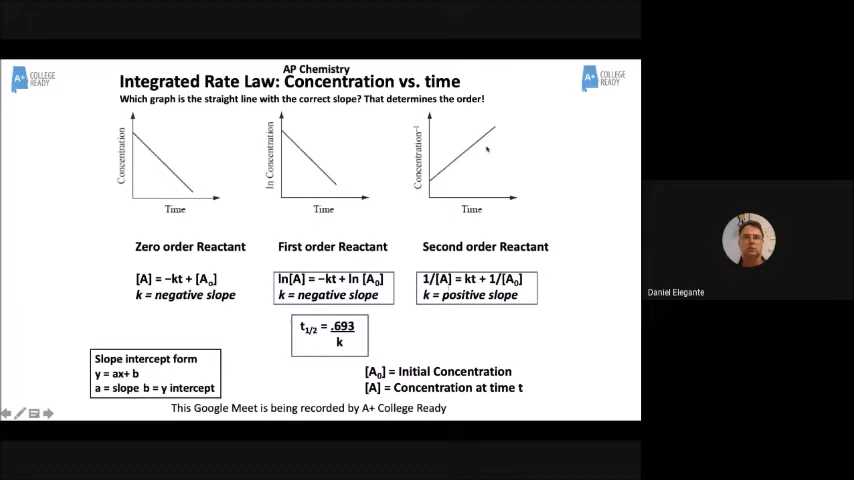 AP Chemistry
A+ COLLEGE READY
Integrated Rate Law: Concentration vs. time
A+ COLLEGE READY
Which graph is the straight line with the correct slope? That determines the order!
Concentration
Time
ln Concentration
Time
Concentration⁻¹
Time
Zero order Reactant
First order Reactant
Second order Reactant
[A] = –kt + [A₀]
k = negative slope
ln[A] = –kt + ln [A₀]
k = negative slope
1/[A] = kt + 1/[A₀]
k = positive slope
t₁/₂ = .693
k
Slope intercept form
y = ax+ b
a = slope b = y intercept
[A₀] = Initial Concentration
[A] = Concentration at time t
This Google Meet is being recorded by A+ College Ready
Daniel Elegante